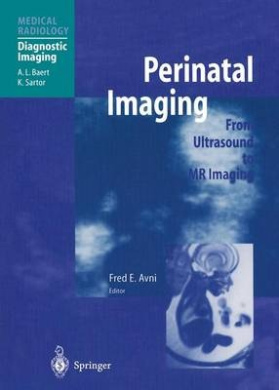 MEDICAL
RADIOLOGY
Diagnostic
Imaging
A. L. Baert
K. Sartor
Perinatal
Imaging
From
Ultrasound
to
MR Imaging
Fred E. Avni
Editor
Springer